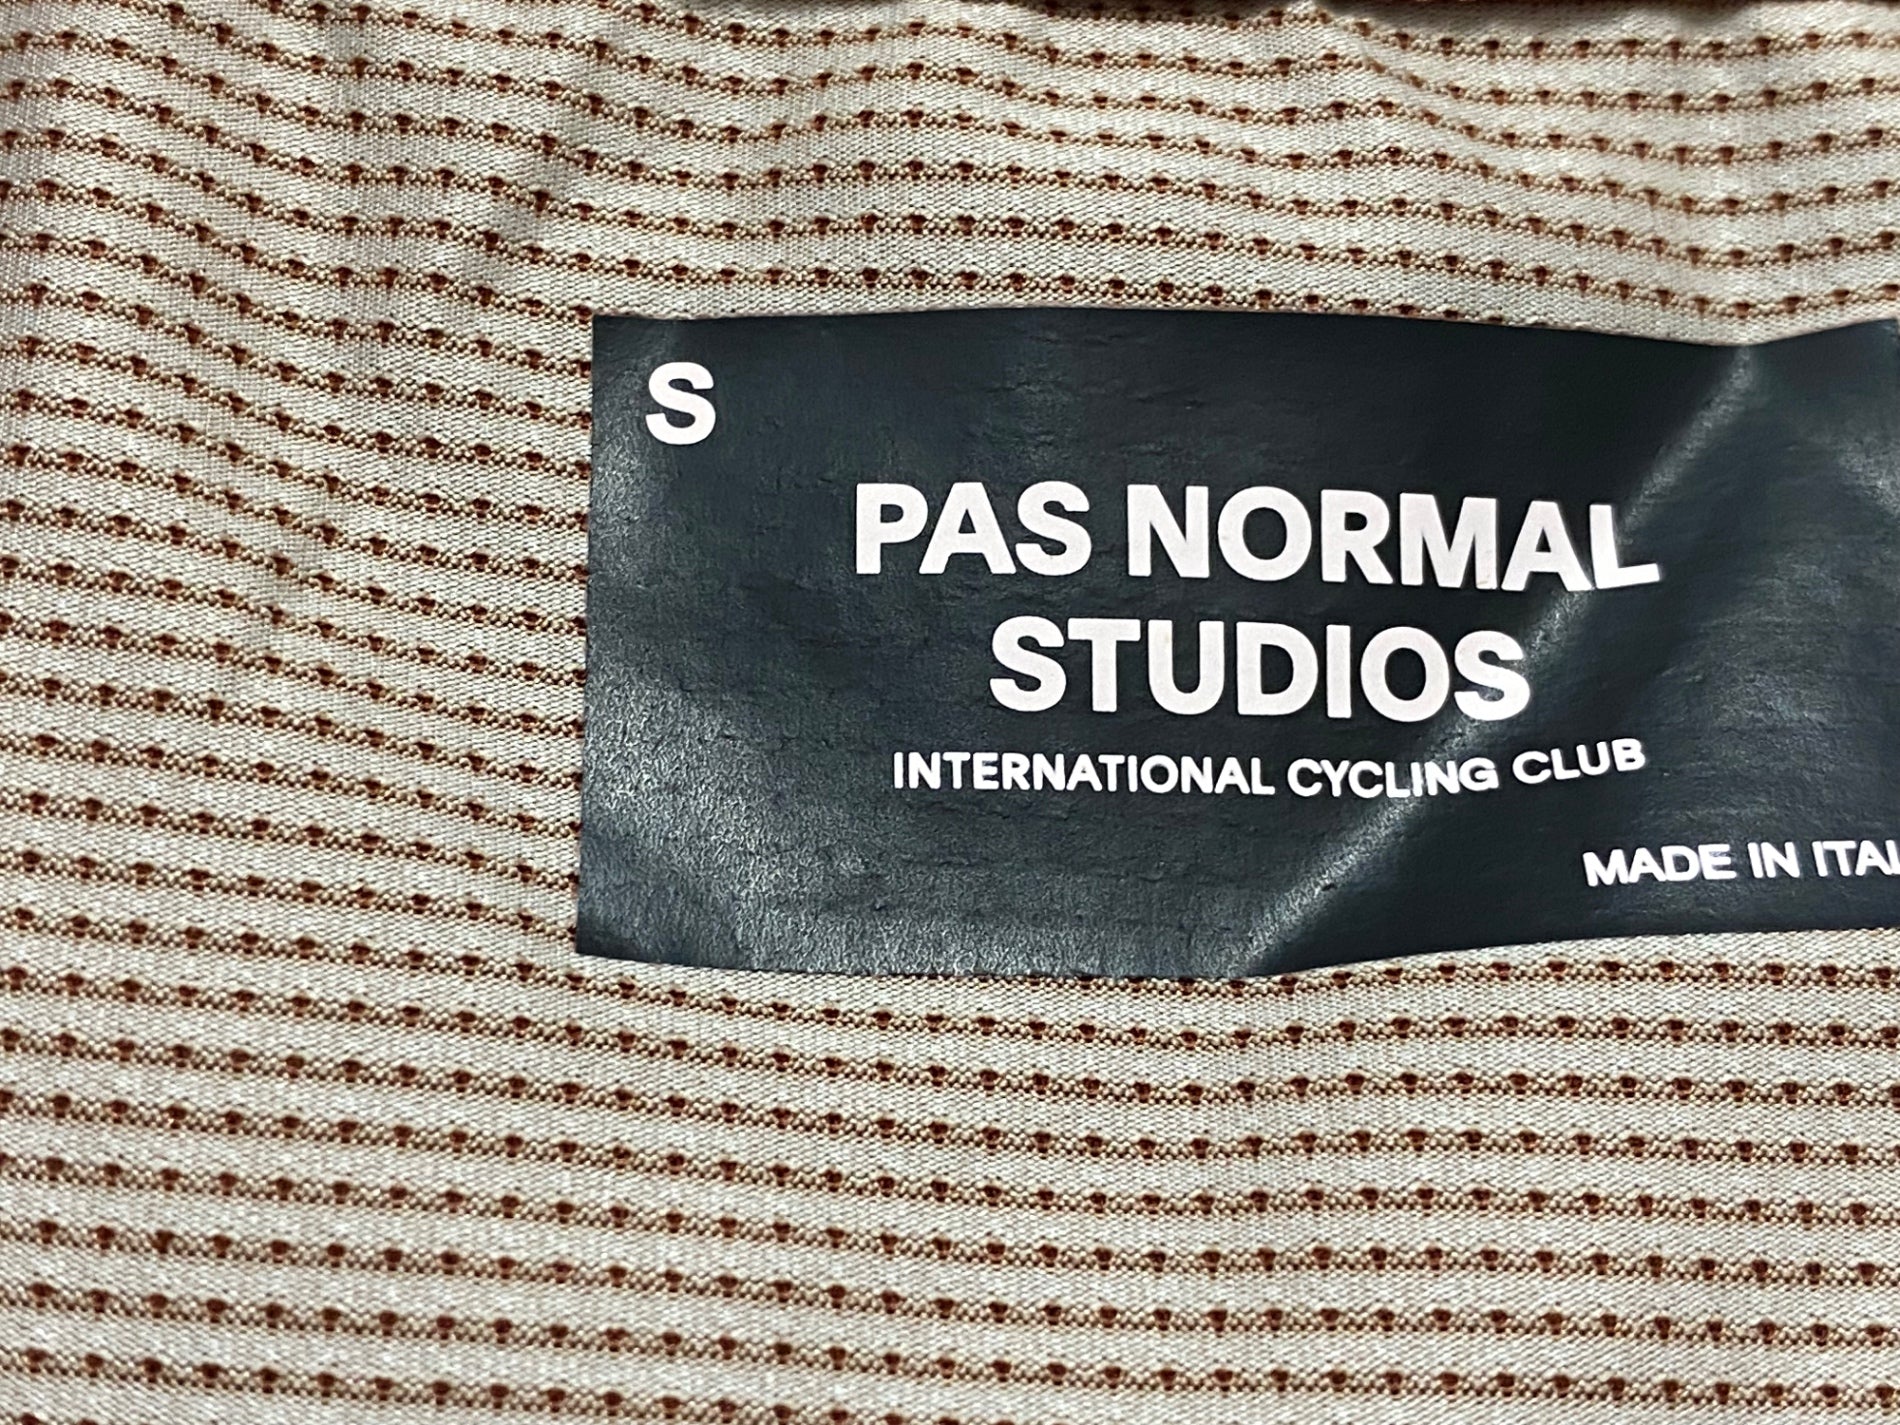 S
PAS NORMAL
STUDIOS
INTERNATIONAL CYCLING CLUB
MADE IN ITAL